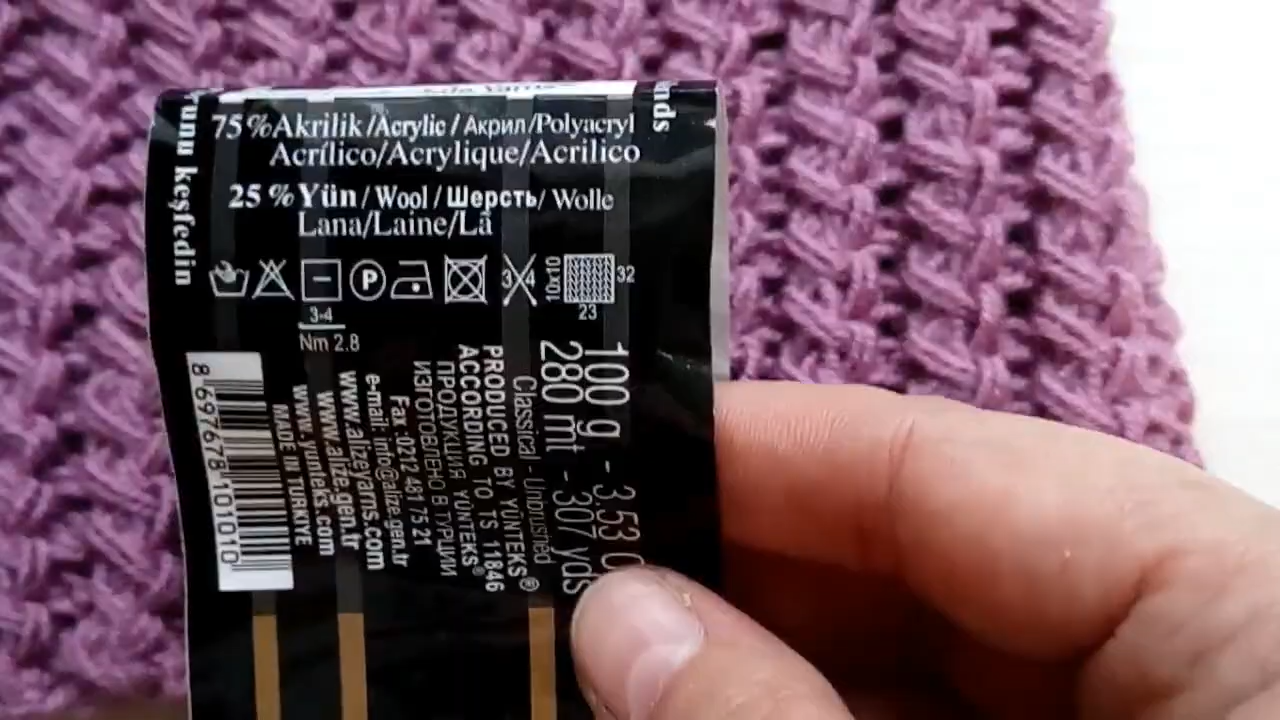 75%Akrilik/Acrylic/Акрил/Polyacryl
Acrílico/Acrylique/Acrilico
25 % Yün/Wool/Шерсть/Wolle
Lana/Laine/Lã
keşfedin
P
3 4
10x10
32
23
3-4
Nm 2.8
100 g - 3.53
280 mt - 307 yds
Classical - Unbrushed
PRODUCED BY YÜNTEKS®
ACCORDING TO TS 11846
ПРОДУКЦИЯ YÜNTEKS®
ИЗГОТОВЛЕНО В ТУРЦИИ
Fax :0212 481 75 21
e-mail: info@alize.gen.tr
www.alizeyarns.com
www.alize.gen.tr
www.yunteks.com
MADE IN TURKIYE
8 697678 101010